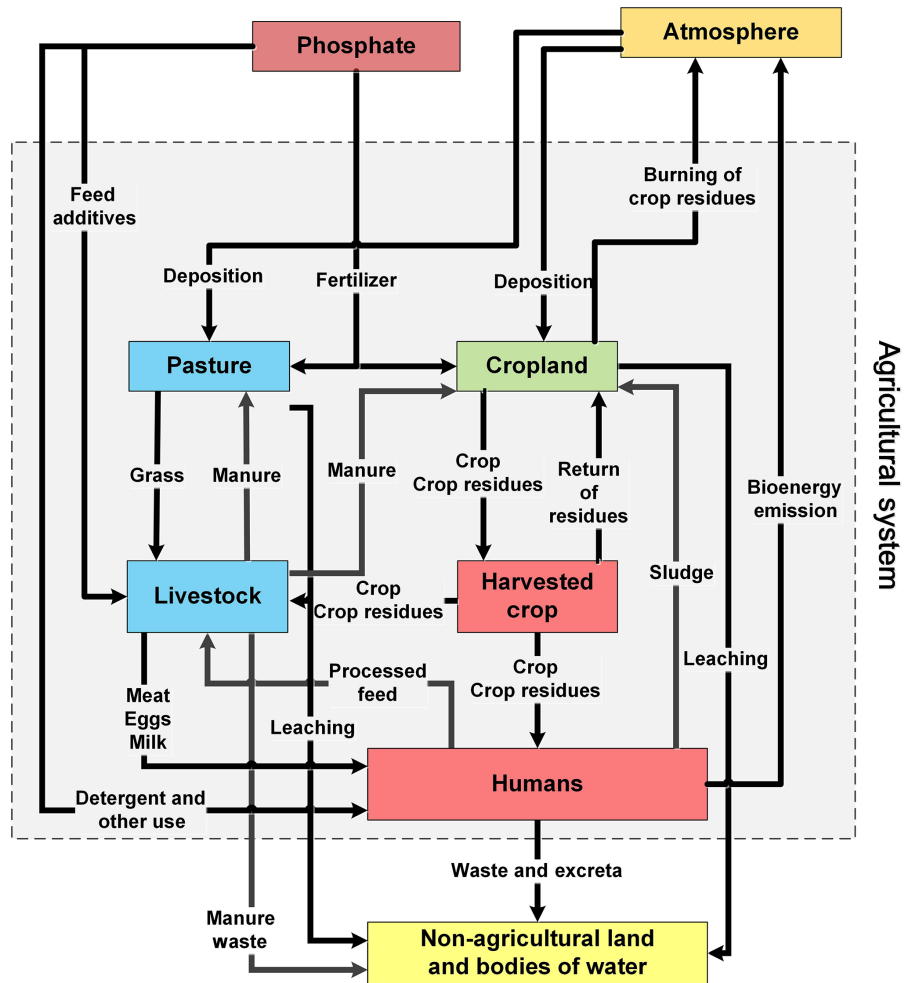 Phosphate
Atmosphere
Feed
additives
Burning of
crop residues
Deposition
Fertilizer
Deposition
Pasture
Cropland
Agricultural system
Grass
Manure
Manure
Crop
Crop residues
Return
of
residues
Bioenergy
emission
Livestock
Crop
Crop residues
Harvested
crop
Sludge
Processed
feed
Crop
Crop residues
Leaching
Meat
Eggs
Milk
Leaching
Humans
Detergent and
other use
Waste and excreta
Manure
waste
Non-agricultural land
and bodies of water